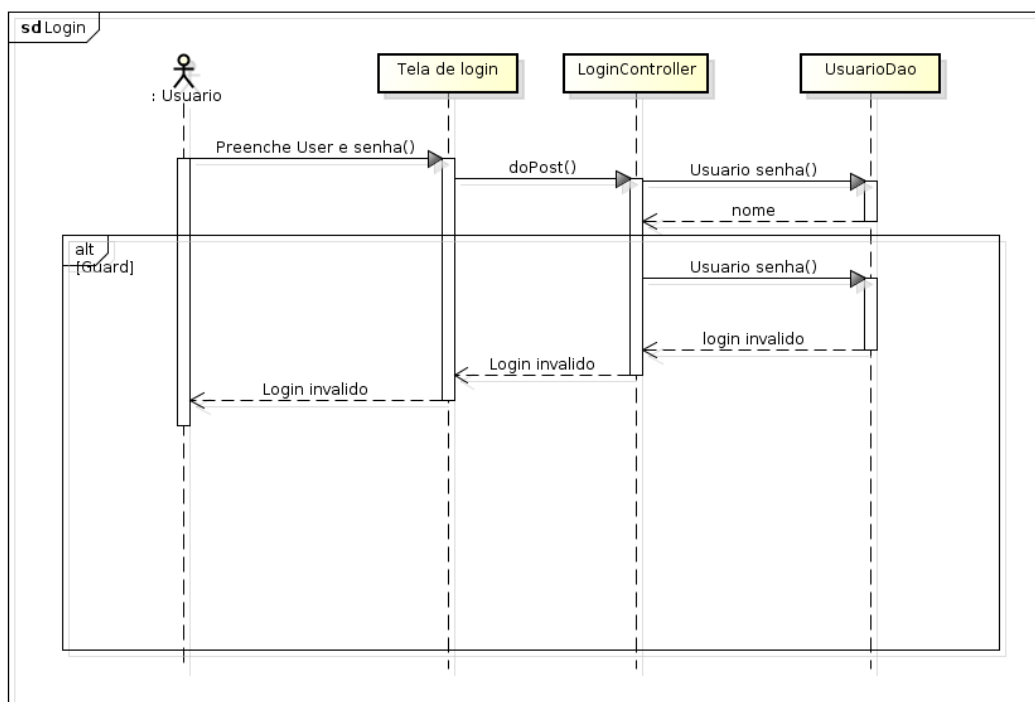 sd Login
: Usuario
Tela de login
LoginController
UsuarioDao
Preenche User e senha()
doPost()
Usuario senha()
nome
alt
[Guard]
Usuario senha()
login invalido
Login invalido
Login invalido